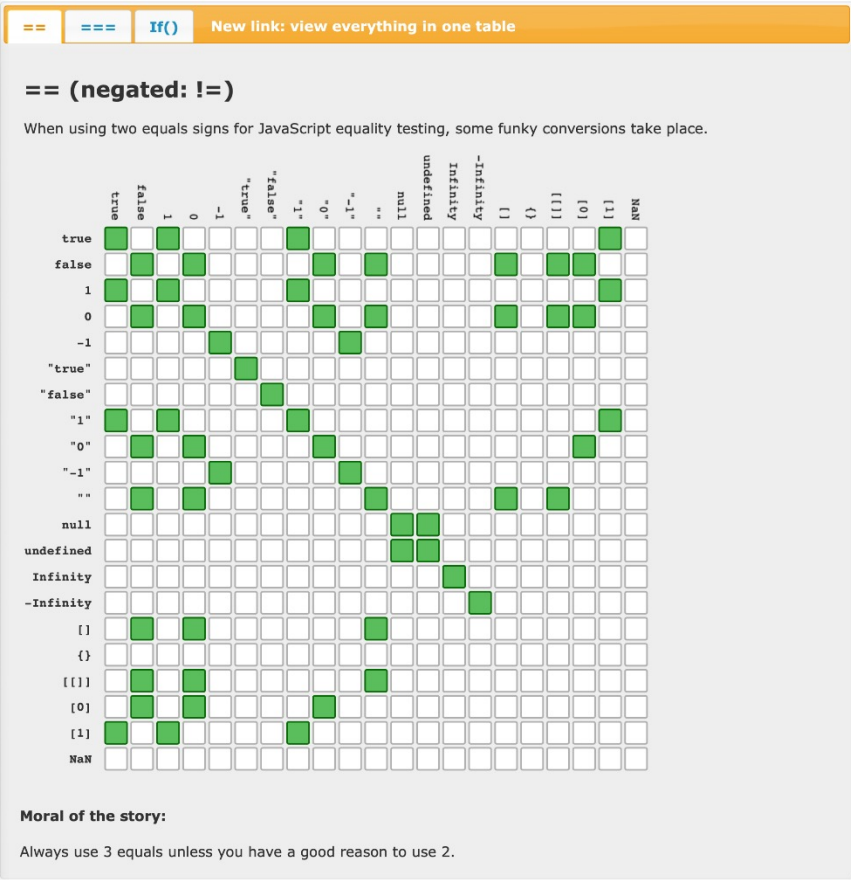 == === If() New link: view everything in one table
== (negated: !=)
When using two equals signs for JavaScript equality testing, some funky conversions take place.
true false 1 0 -1 "true" "false" "1" "0" "-1" "" null undefined Infinity -Infinity [] {} [[]] [0] [1] NaN
true
false
1
0
-1
"true"
"false"
"1"
"0"
"-1"
""
null
undefined
Infinity
-Infinity
[]
{}
[[]]
[0]
[1]
NaN
Moral of the story:
Always use 3 equals unless you have a good reason to use 2.